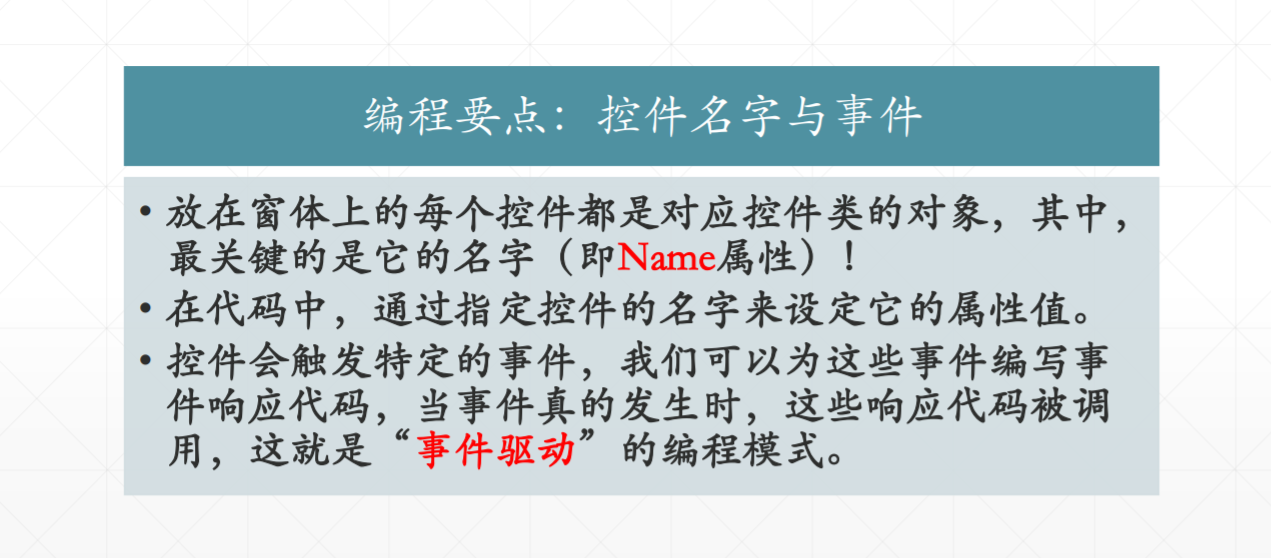 编程要点：控件名字与事件
• 放在窗体上的每个控件都是对应控件类的对象，其中，
最关键的是它的名字（即Name属性）！
• 在代码中，通过指定控件的名字来设定它的属性值。
• 控件会触发特定的事件，我们可以为这些事件编写事
件响应代码，当事件真的发生时，这些响应代码被调
用，这就是“事件驱动”的编程模式。